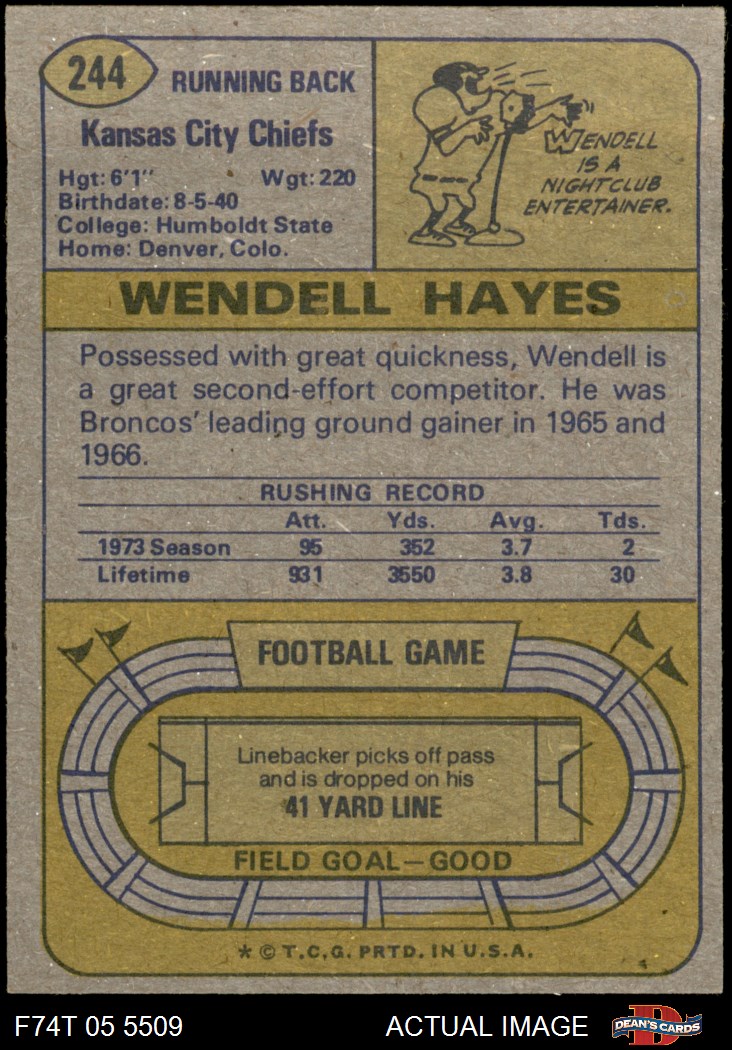 244
RUNNING BACK
Kansas City Chiefs
Hgt: 6'1" Wgt: 220
Birthdate: 8-5-40
College: Humboldt State
Home: Denver, Colo.
WENDELL
IS A
NIGHTCLUB
ENTERTAINER.
WENDELL HAYES
Possessed with great quickness, Wendell is
a great second-effort competitor. He was
Broncos' leading ground gainer in 1965 and
1966.
RUSHING RECORD
Att. Yds. Avg. Tds.
1973 Season 95 352 3.7 2
Lifetime 931 3550 3.8 30
FOOTBALL GAME
Linebacker picks off pass
and is dropped on his
41 YARD LINE
FIELD GOAL—GOOD
* © T.C.G. PRTD. IN U.S.A.
F74T 05 5509 ACTUAL IMAGE
D
DEAN'S CARDS